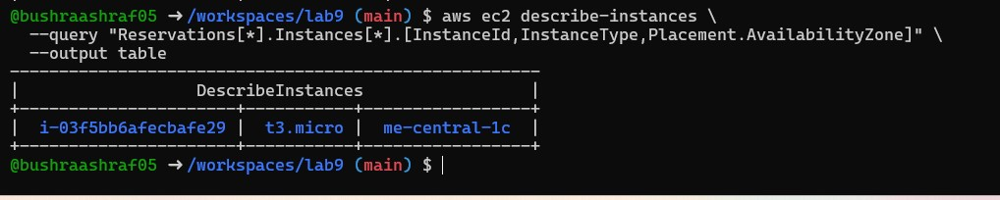 @bushraashraf05 → /workspaces/lab9 (main) $ aws ec2 describe-instances \
  --query "Reservations[*].Instances[*].[InstanceId,InstanceType,Placement.AvailabilityZone]" \
  --output table
-------------------------------------------------------
|                  DescribeInstances                  |
+----------------------+-----------+------------------+
|  i-03f5bb6afecbafe29 |  t3.micro |  me-central-1c   |
+----------------------+-----------+------------------+
@bushraashraf05 → /workspaces/lab9 (main) $